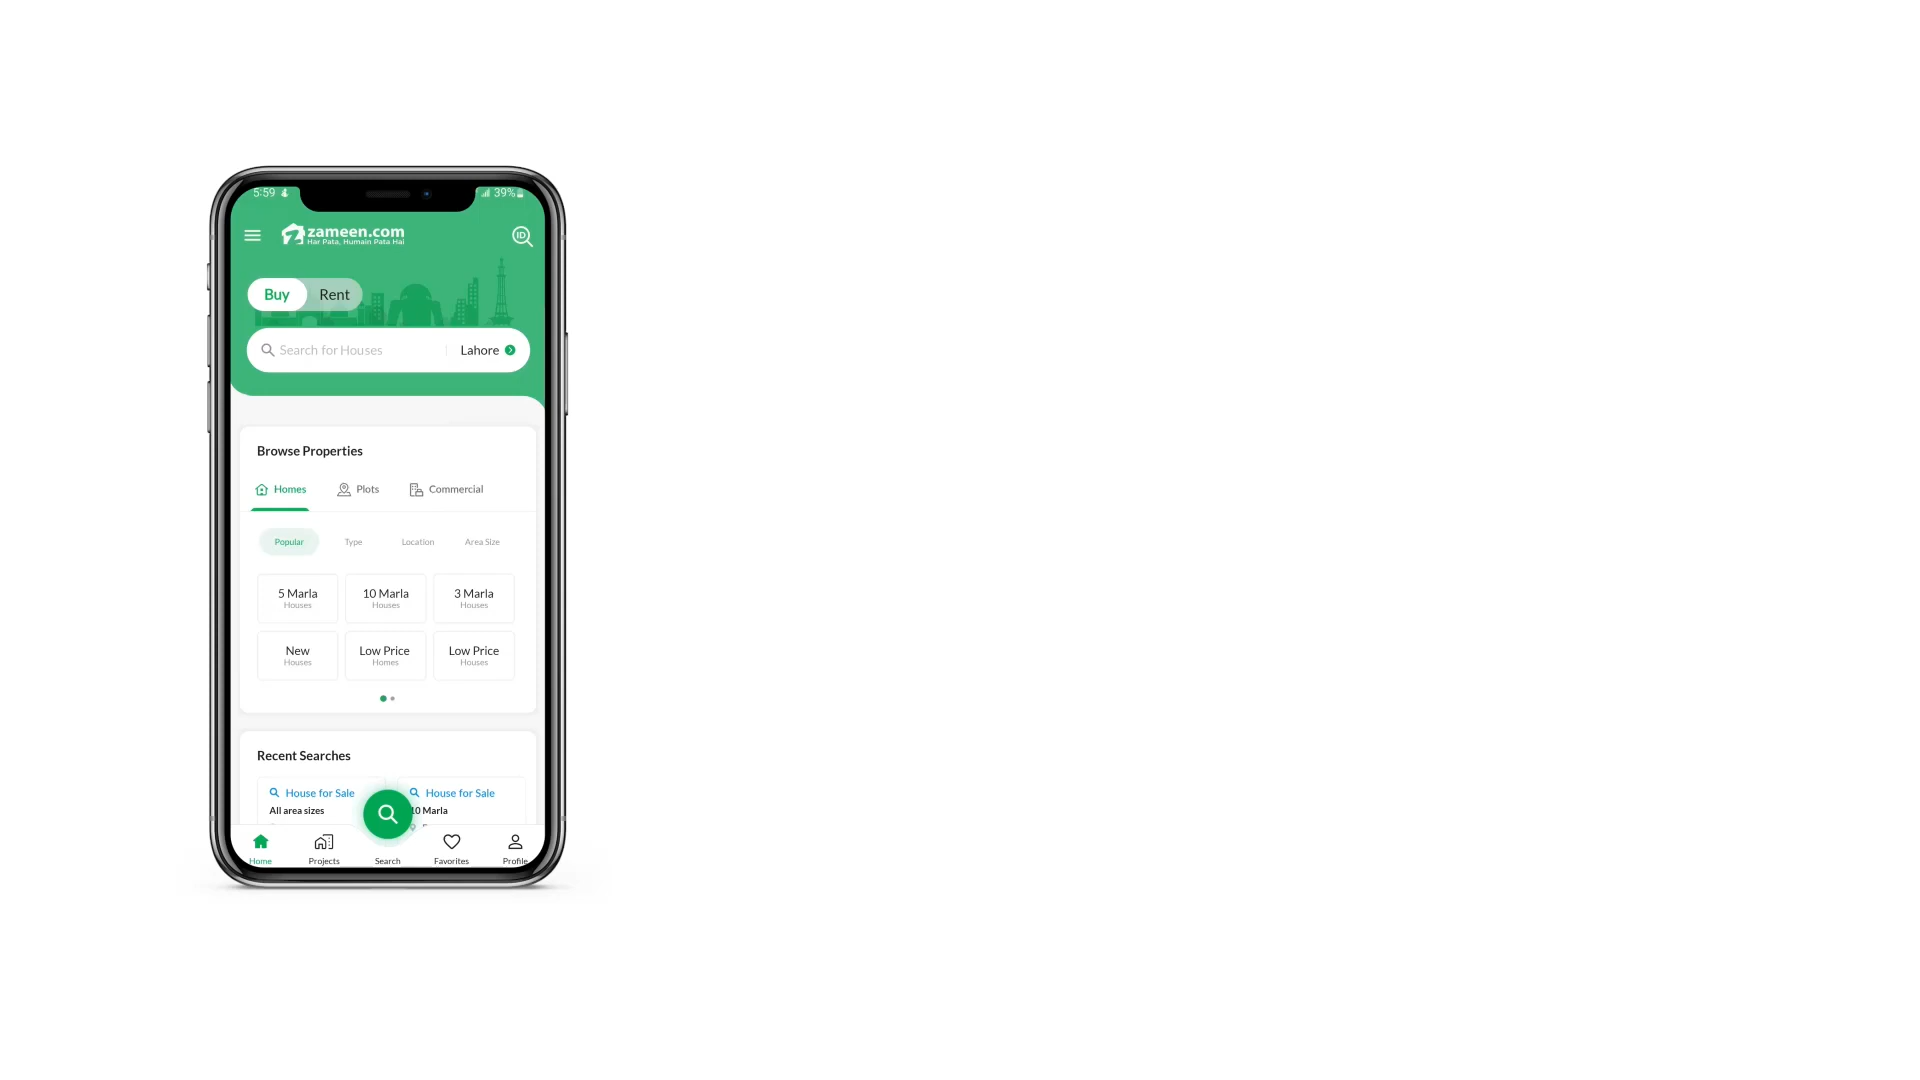 5:59
39%
zameen.com
Har Pata, Humain Pata Hai
ID
Buy Rent
Search for Houses
Lahore
Browse Properties
Homes Plots Commercial
Popular Type Location Area Size
5 Marla 10 Marla 3 Marla
Houses Houses Houses
New Low Price Low Price
Houses Homes Houses
Recent Searches
House for Sale House for Sale
All area sizes 10 Marla
Home Projects Search Favorites Profile